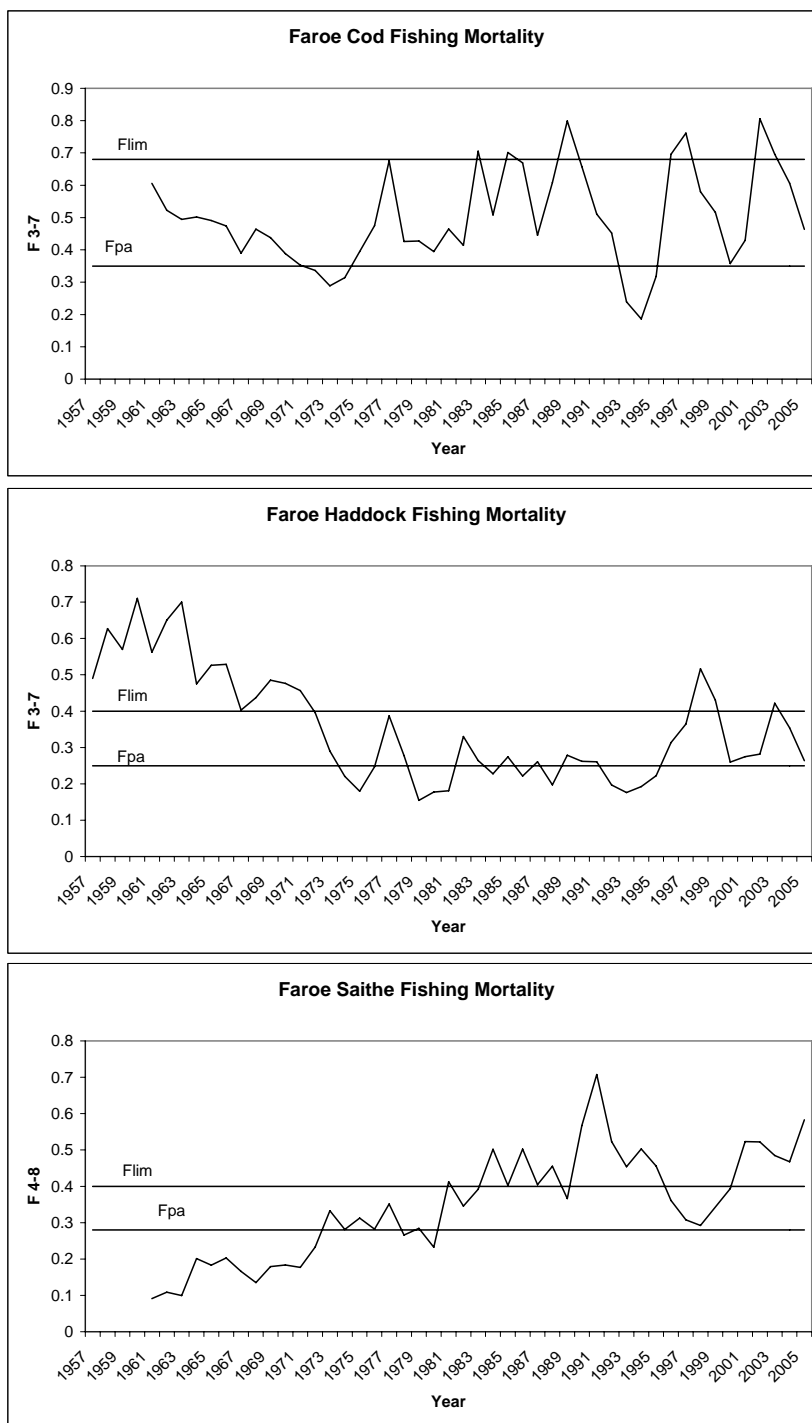 Faroe Cod Fishing Mortality
0.9
0.8
0.7
0.6
0.5
0.4
0.3
0.2
0.1
0
F 3-7
Flim
Fpa
1957 1959 1961 1963 1965 1967 1969 1971 1973 1975 1977 1979 1981 1983 1985 1987 1989 1991 1993 1995 1997 1999 2001 2003 2005
Year
Faroe Haddock Fishing Mortality
0.8
0.7
0.6
0.5
0.4
0.3
0.2
0.1
0
F 3-7
Flim
Fpa
1957 1959 1961 1963 1965 1967 1969 1971 1973 1975 1977 1979 1981 1983 1985 1987 1989 1991 1993 1995 1997 1999 2001 2003 2005
Year
Faroe Saithe Fishing Mortality
0.8
0.7
0.6
0.5
0.4
0.3
0.2
0.1
0
F 4-8
Flim
Fpa
1957 1959 1961 1963 1965 1967 1969 1971 1973 1975 1977 1979 1981 1983 1985 1987 1989 1991 1993 1995 1997 1999 2001 2003 2005
Year